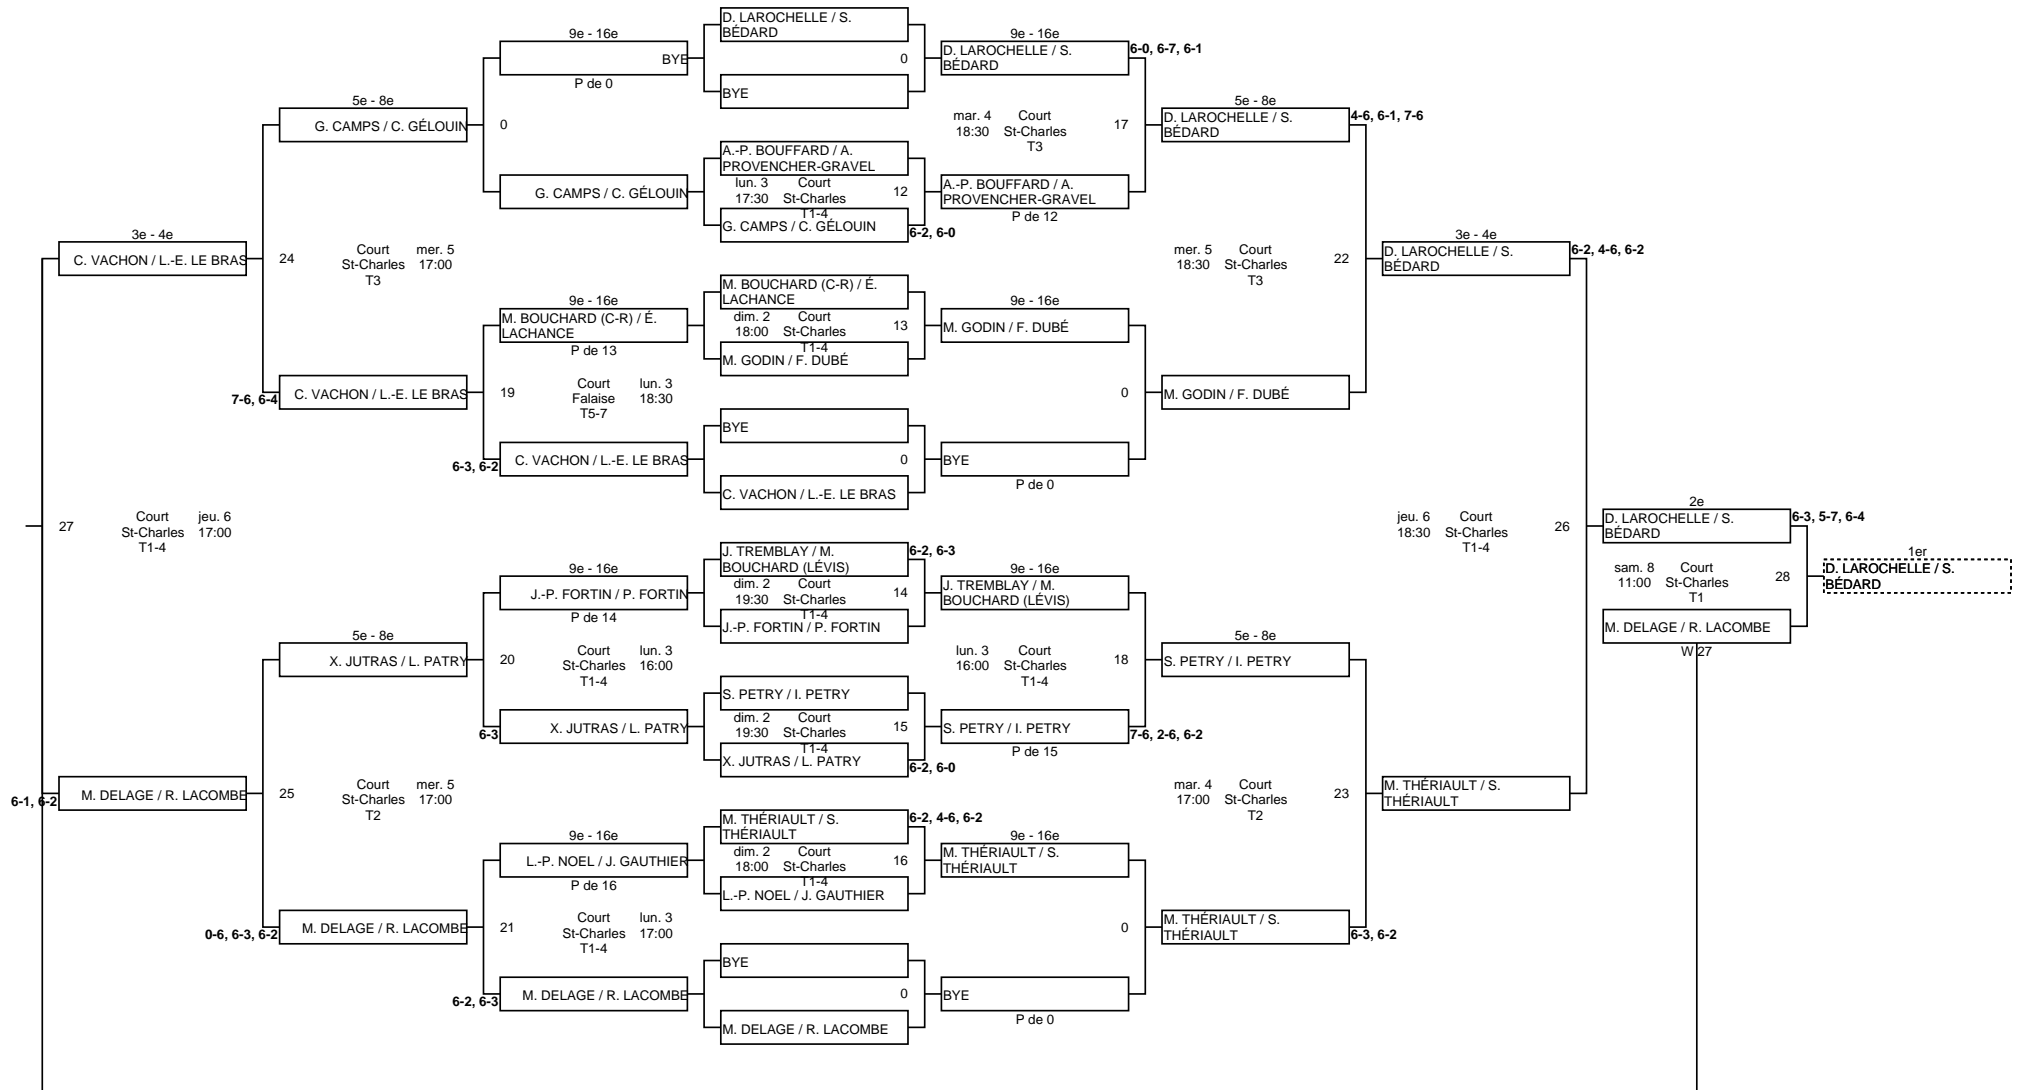 D. LAROCHELLE / S.
BÉDARD
9e - 16e
BYE
P de 0
0
BYE
9e - 16e
D. LAROCHELLE / S.
BÉDARD
6-0, 6-7, 6-1
5e - 8e
G. CAMPS / C. GÉLOUIN
0
mar. 4 Court
18:30 St-Charles
T3
17
5e - 8e
D. LAROCHELLE / S.
BÉDARD
4-6, 6-1, 7-6
A.-P. BOUFFARD / A.
PROVENCHER-GRAVEL
G. CAMPS / C. GÉLOUIN
lun. 3 Court
17:30 St-Charles
T1-4
12
G. CAMPS / C. GÉLOUIN
6-2, 6-0
A.-P. BOUFFARD / A.
PROVENCHER-GRAVEL
P de 12
3e - 4e
C. VACHON / L.-E. LE BRAS
24
Court mer. 5
St-Charles 17:00
T3
mer. 5 Court
18:30 St-Charles
T3
22
3e - 4e
D. LAROCHELLE / S.
BÉDARD
6-2, 4-6, 6-2
9e - 16e
M. BOUCHARD (C-R) / É.
LACHANCE
P de 13
M. BOUCHARD (C-R) / É.
LACHANCE
dim. 2 Court
18:00 St-Charles
T1-4
13
M. GODIN / F. DUBÉ
9e - 16e
M. GODIN / F. DUBÉ
7-6, 6-4
C. VACHON / L.-E. LE BRAS
19
Court lun. 3
Falaise 18:30
T5-7
0
M. GODIN / F. DUBÉ
6-3, 6-2
C. VACHON / L.-E. LE BRAS
BYE
0
C. VACHON / L.-E. LE BRAS
BYE
P de 0
27
Court jeu. 6
St-Charles 17:00
T1-4
jeu. 6 Court
18:30 St-Charles
T1-4
26
2e
D. LAROCHELLE / S.
BÉDARD
6-3, 5-7, 6-4
sam. 8 Court
11:00 St-Charles
T1
28
1er
D. LAROCHELLE / S.
BÉDARD
M. DELAGE / R. LACOMBE
W 27
9e - 16e
J.-P. FORTIN / P. FORTIN
P de 14
J. TREMBLAY / M.
BOUCHARD (LÉVIS)
6-2, 6-3
dim. 2 Court
19:30 St-Charles
T1-4
14
J.-P. FORTIN / P. FORTIN
9e - 16e
J. TREMBLAY / M.
BOUCHARD (LÉVIS)
5e - 8e
X. JUTRAS / L. PATRY
20
Court lun. 3
St-Charles 16:00
T1-4
lun. 3 Court
16:00 St-Charles
T1-4
18
5e - 8e
S. PETRY / I. PETRY
6-3
X. JUTRAS / L. PATRY
S. PETRY / I. PETRY
dim. 2 Court
19:30 St-Charles
T1-4
15
X. JUTRAS / L. PATRY
6-2, 6-0
S. PETRY / I. PETRY
7-6, 2-6, 6-2
P de 15
6-1, 6-2
M. DELAGE / R. LACOMBE
25
Court mer. 5
St-Charles 17:00
T2
mar. 4 Court
17:00 St-Charles
T2
23
M. THÉRIAULT / S.
THÉRIAULT
9e - 16e
L.-P. NOEL / J. GAUTHIER
P de 16
M. THÉRIAULT / S.
THÉRIAULT
6-2, 4-6, 6-2
dim. 2 Court
18:00 St-Charles
T1-4
16
L.-P. NOEL / J. GAUTHIER
9e - 16e
M. THÉRIAULT / S.
THÉRIAULT
0-6, 6-3, 6-2
M. DELAGE / R. LACOMBE
21
Court lun. 3
St-Charles 17:00
T1-4
0
M. THÉRIAULT / S.
THÉRIAULT
6-3, 6-2
6-2, 6-3
M. DELAGE / R. LACOMBE
BYE
0
M. DELAGE / R. LACOMBE
BYE
P de 0